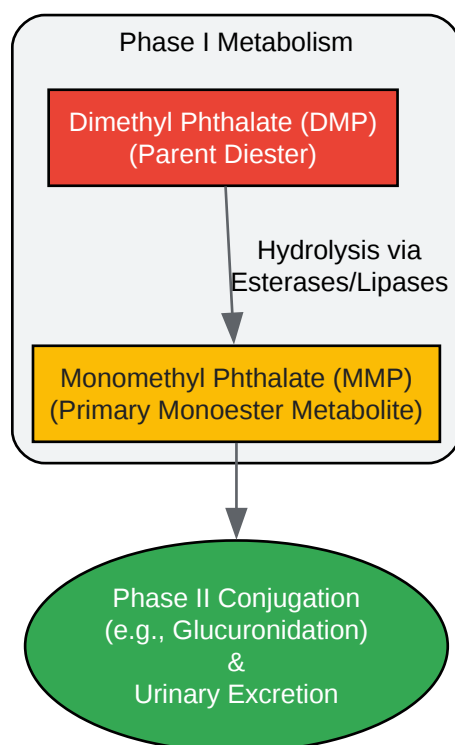 Phase I Metabolism
Dimethyl Phthalate (DMP)
(Parent Diester)
Hydrolysis via
Esterases/Lipases
Monomethyl Phthalate (MMP)
(Primary Monoester Metabolite)
Phase II Conjugation
(e.g., Glucuronidation)
&
Urinary Excretion